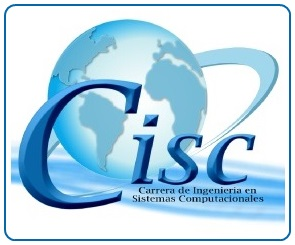 Cisc
Carrera de Ingeniería en
Sistemas Computacionales